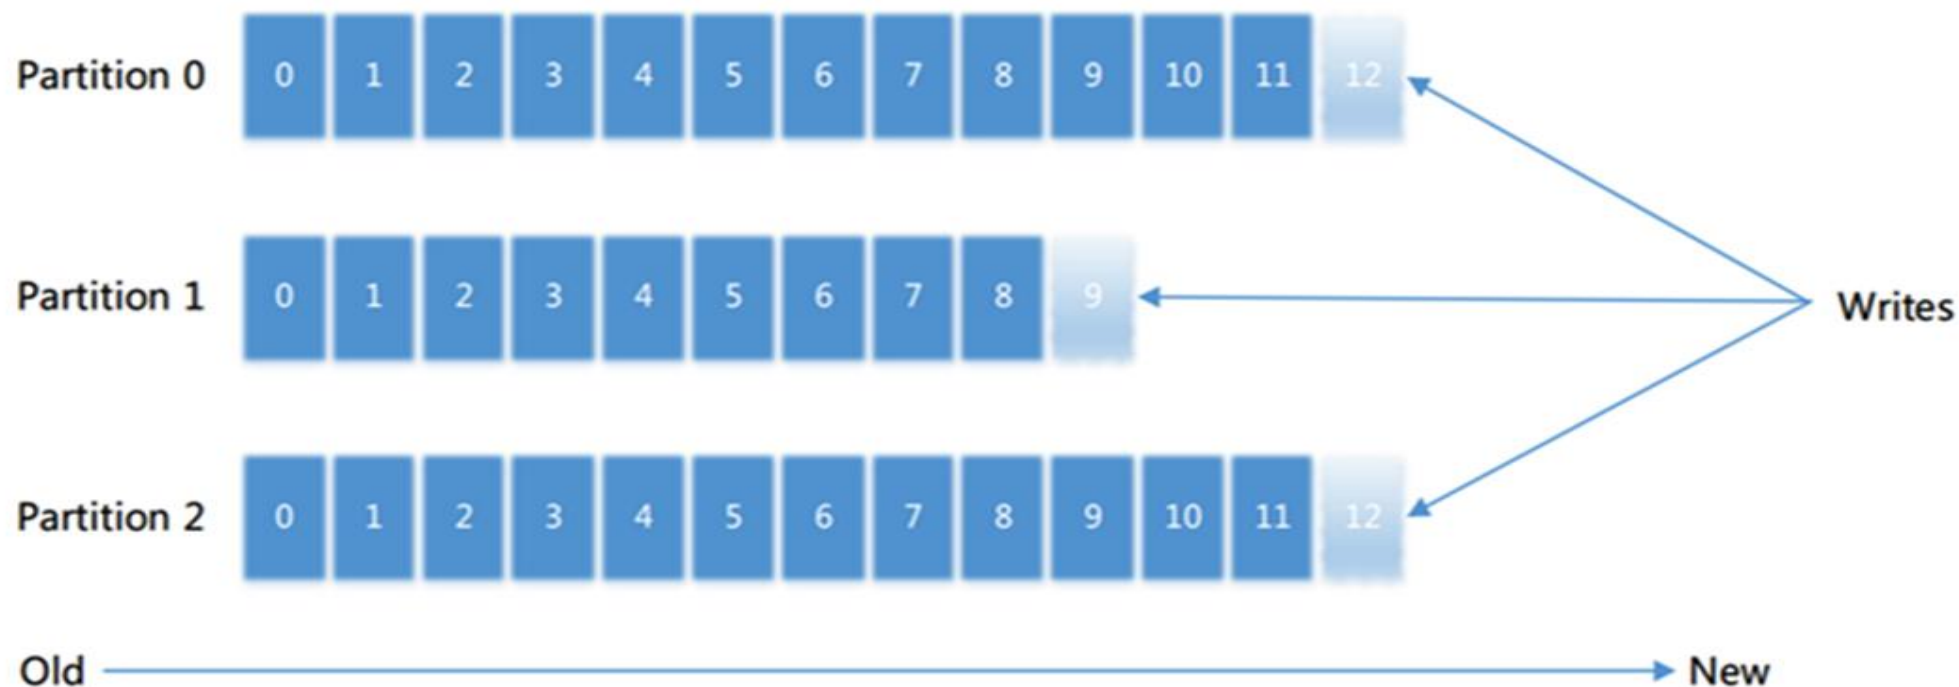 Partition 0 0 1 2 3 4 5 6 7 8 9 10 11 12
Partition 1 0 1 2 3 4 5 6 7 8 9
Writes
Partition 2 0 1 2 3 4 5 6 7 8 9 10 11 12
Old New